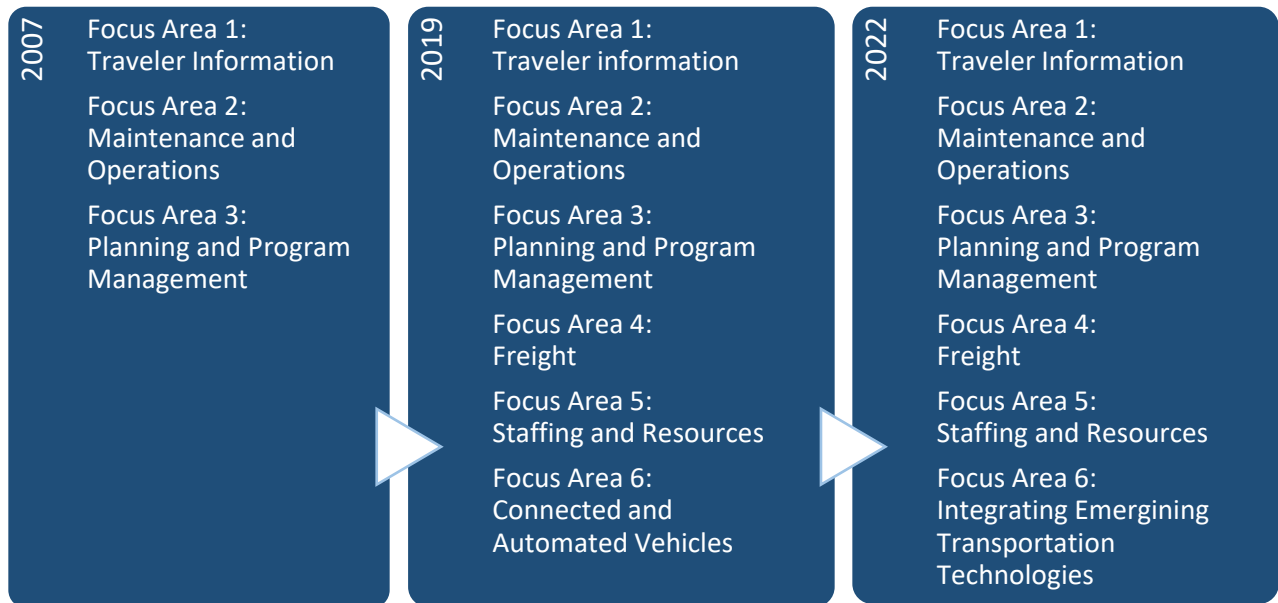 2007
Focus Area 1:
Traveler Information
Focus Area 2:
Maintenance and
Operations
Focus Area 3:
Planning and Program
Management
2019
Focus Area 1:
Traveler information
Focus Area 2:
Maintenance and
Operations
Focus Area 3:
Planning and Program
Management
Focus Area 4:
Freight
Focus Area 5:
Staffing and Resources
Focus Area 6:
Connected and
Automated Vehicles
2022
Focus Area 1:
Traveler Information
Focus Area 2:
Maintenance and
Operations
Focus Area 3:
Planning and Program
Management
Focus Area 4:
Freight
Focus Area 5:
Staffing and Resources
Focus Area 6:
Integrating Emergining
Transportation
Technologies